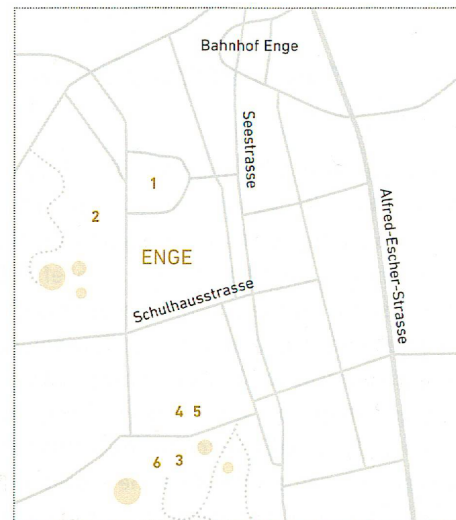 Bahnhof Enge
Seestrasse
1
2
Alfred-Escher-Strasse
ENGE
Schulhausstrasse
4 5
6 3